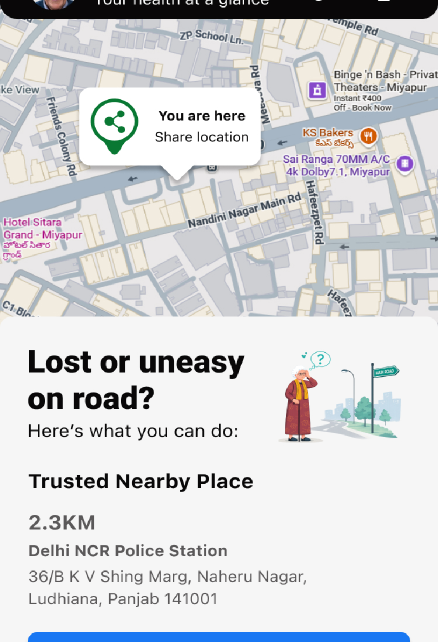 Your health at a glance
ZP School Ln.
Temple Rd
ke View
Binge 'n Bash - Privat
Theaters - Miyapur
Instant ₹400
Off - Book Now
Friends Colony Rd
You are here
Share location
KS Bakers
కేఎస్ బేకర్స్
Sai Ranga 70MM A/C
4k Dolby7.1, Miyapur
Nandini Nagar Main Rd
Hafeezpet Rd
Hotel Sitara
Grand - Miyapur
హోటల్ సితార
గ్రాండ్
C1 Blo
Hafeez
Lost or uneasy
on road?
Here's what you can do:
?
Trusted Nearby Place
2.3KM
Delhi NCR Police Station
36/B K V Shing Marg, Naheru Nagar,
Ludhiana, Panjab 141001